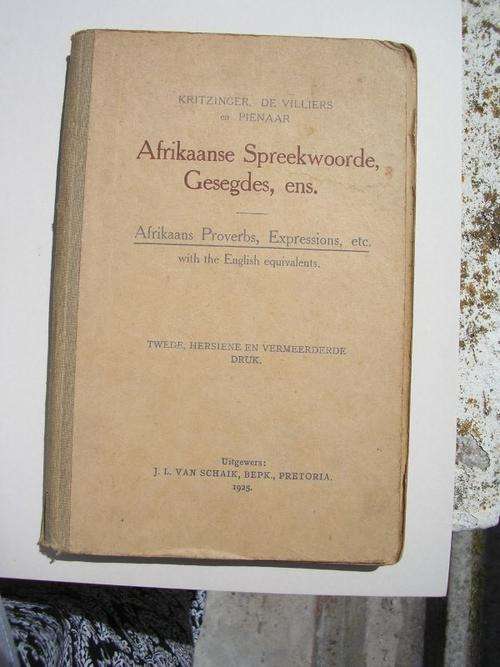 KRITZINGER, DE VILLIERS
en PIENAAR
Afrikaanse Spreekwoorde,
Gesegdes, ens.
Afrikaans Proverbs, Expressions, etc.
with the English equivalents.
TWEDE, HERSIENE EN VERMEERDERDE
DRUK.
Uitgewers:
J. L. VAN SCHAIK, BEPK., PRETORIA.
1925.